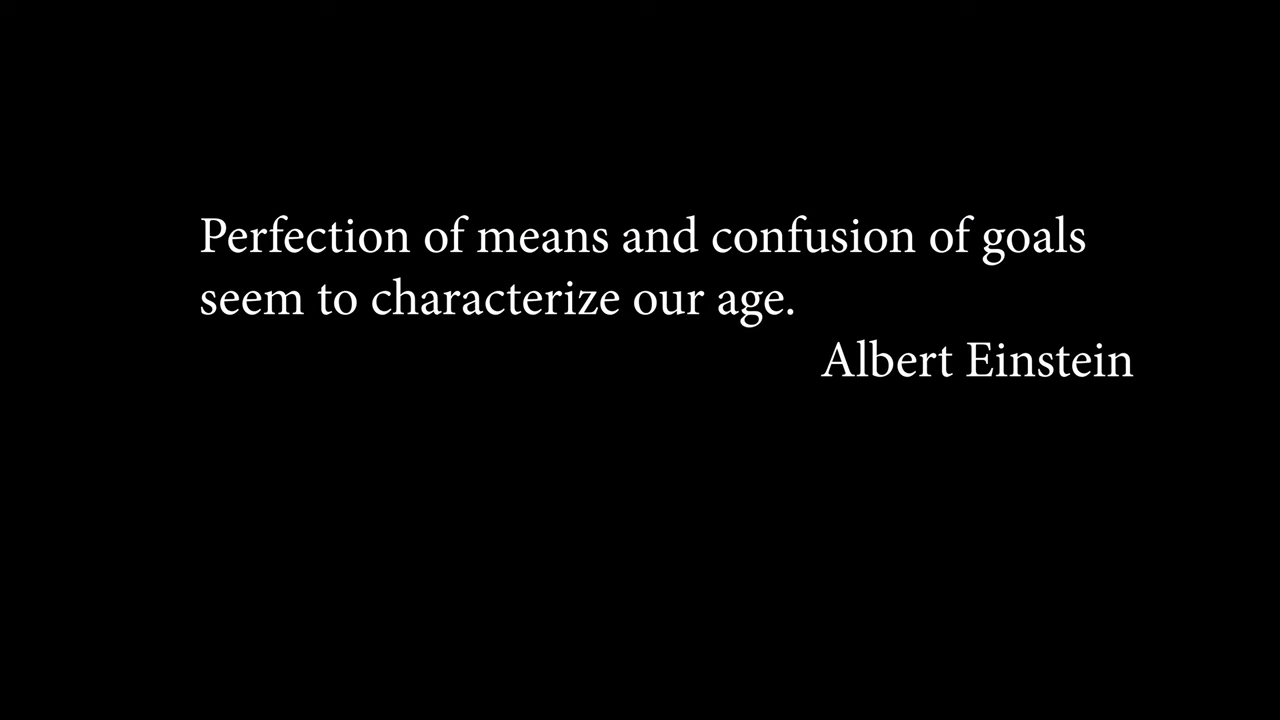 Perfection of means and confusion of goals
seem to characterize our age.
Albert Einstein